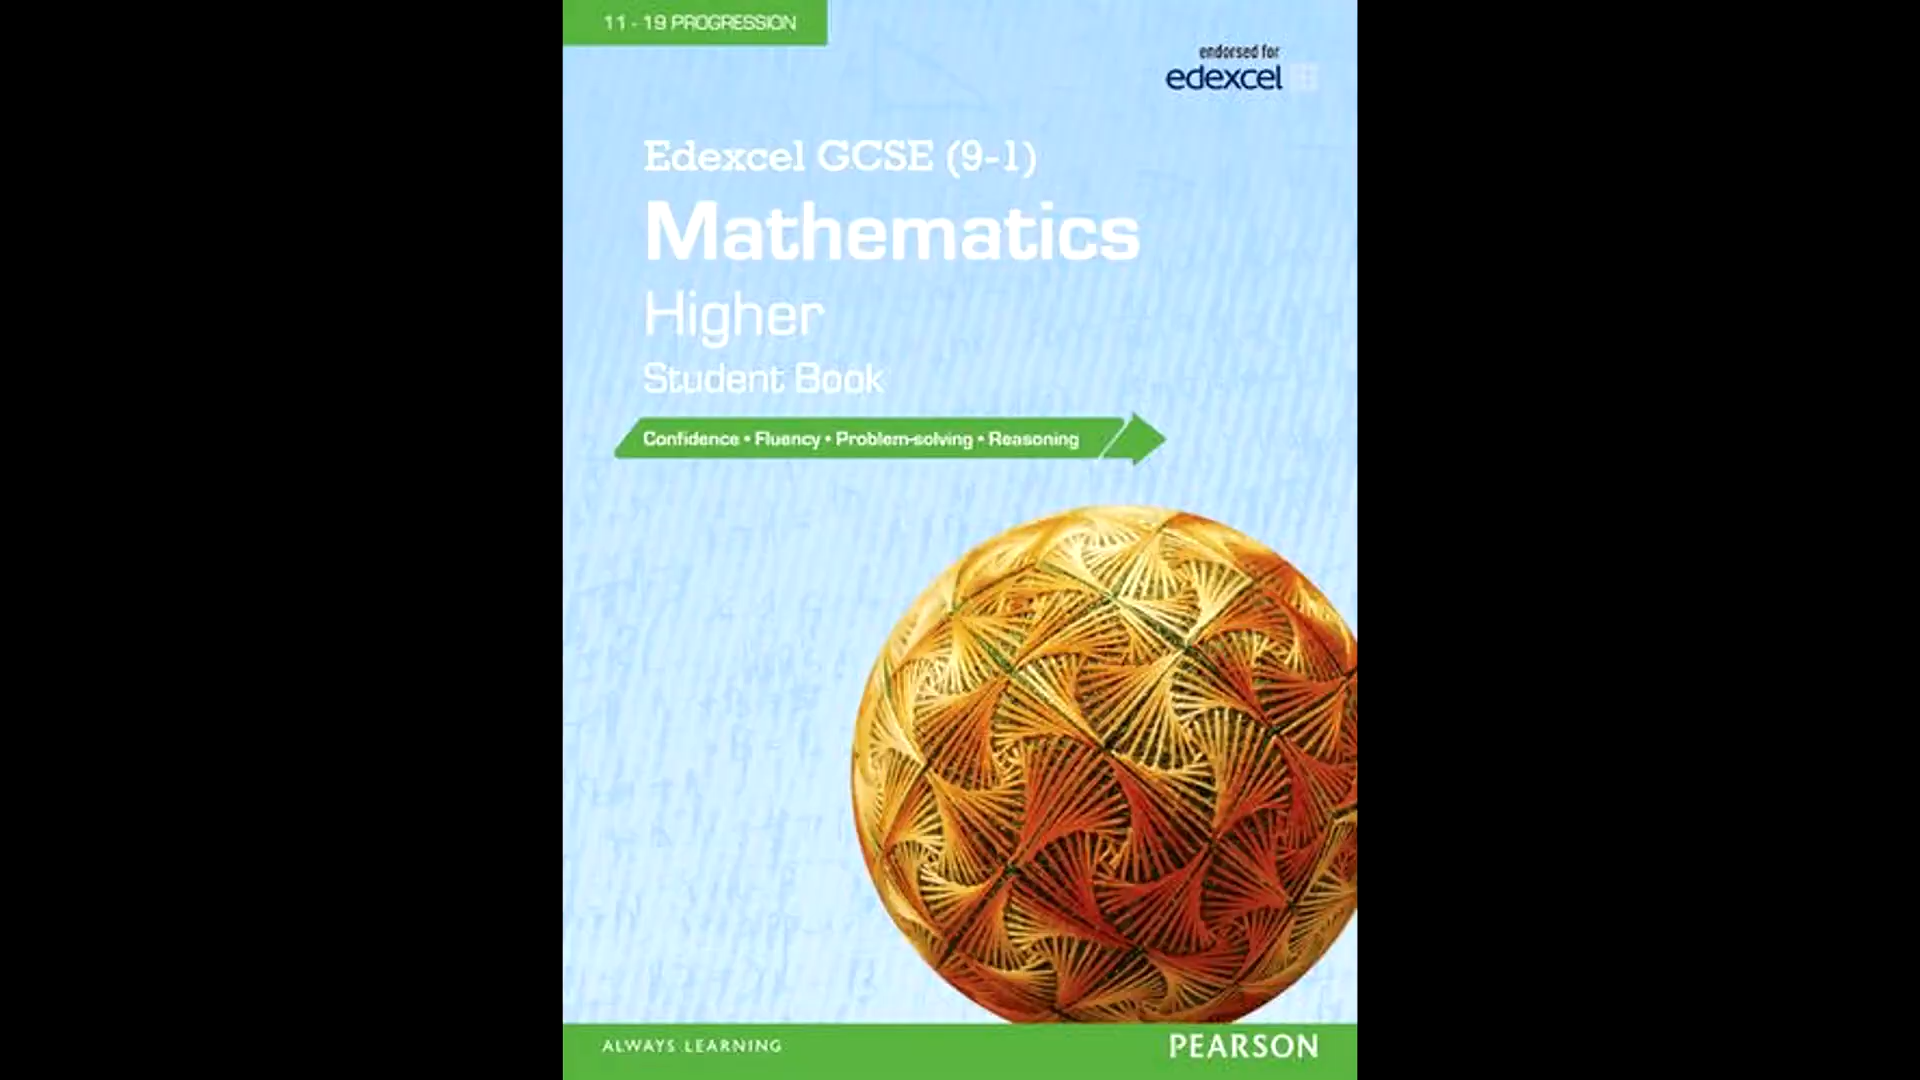 11 - 19 PROGRESSION
endorsed for
edexcel
Edexcel GCSE (9-1)
Mathematics
Higher
Student Book
Confidence • Fluency • Problem-solving • Reasoning
ALWAYS LEARNING
PEARSON